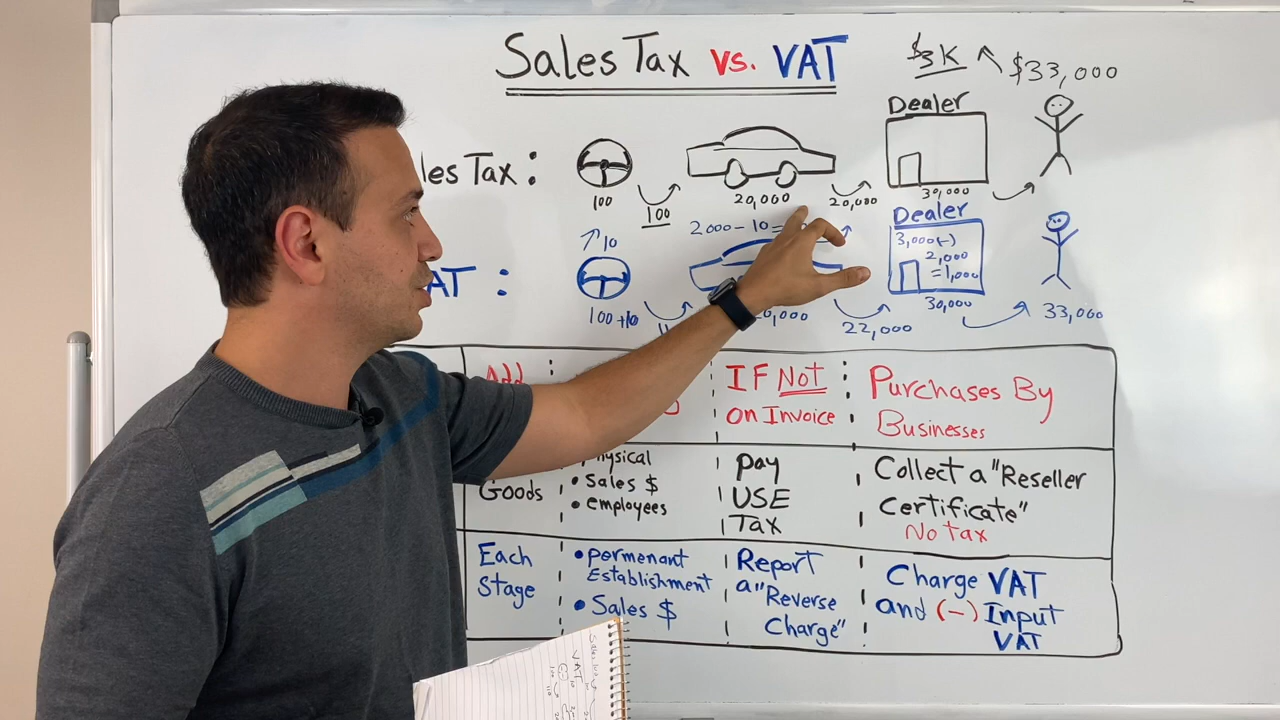 Sales Tax vs. VAT
$3K $33,000
Dealer
les Tax :
100
100
20,000
20,000
30,000
Dealer
2000 - 10 =
10
3,000(-)
2,000
= 1,000
AT :
100 + 10
22,000
30,000
33,000
Add
IF Not
on Invoice
Purchases By
Businesses
Goods
Physical
• Sales $
• employees
Pay
USE
Tax
Collect a "Reseller
Certificate"
No tax
Each
Stage
• permenant
Establishment
• Sales $
Report
a "Reverse
Charge"
Charge VAT
and (-) Input
VAT